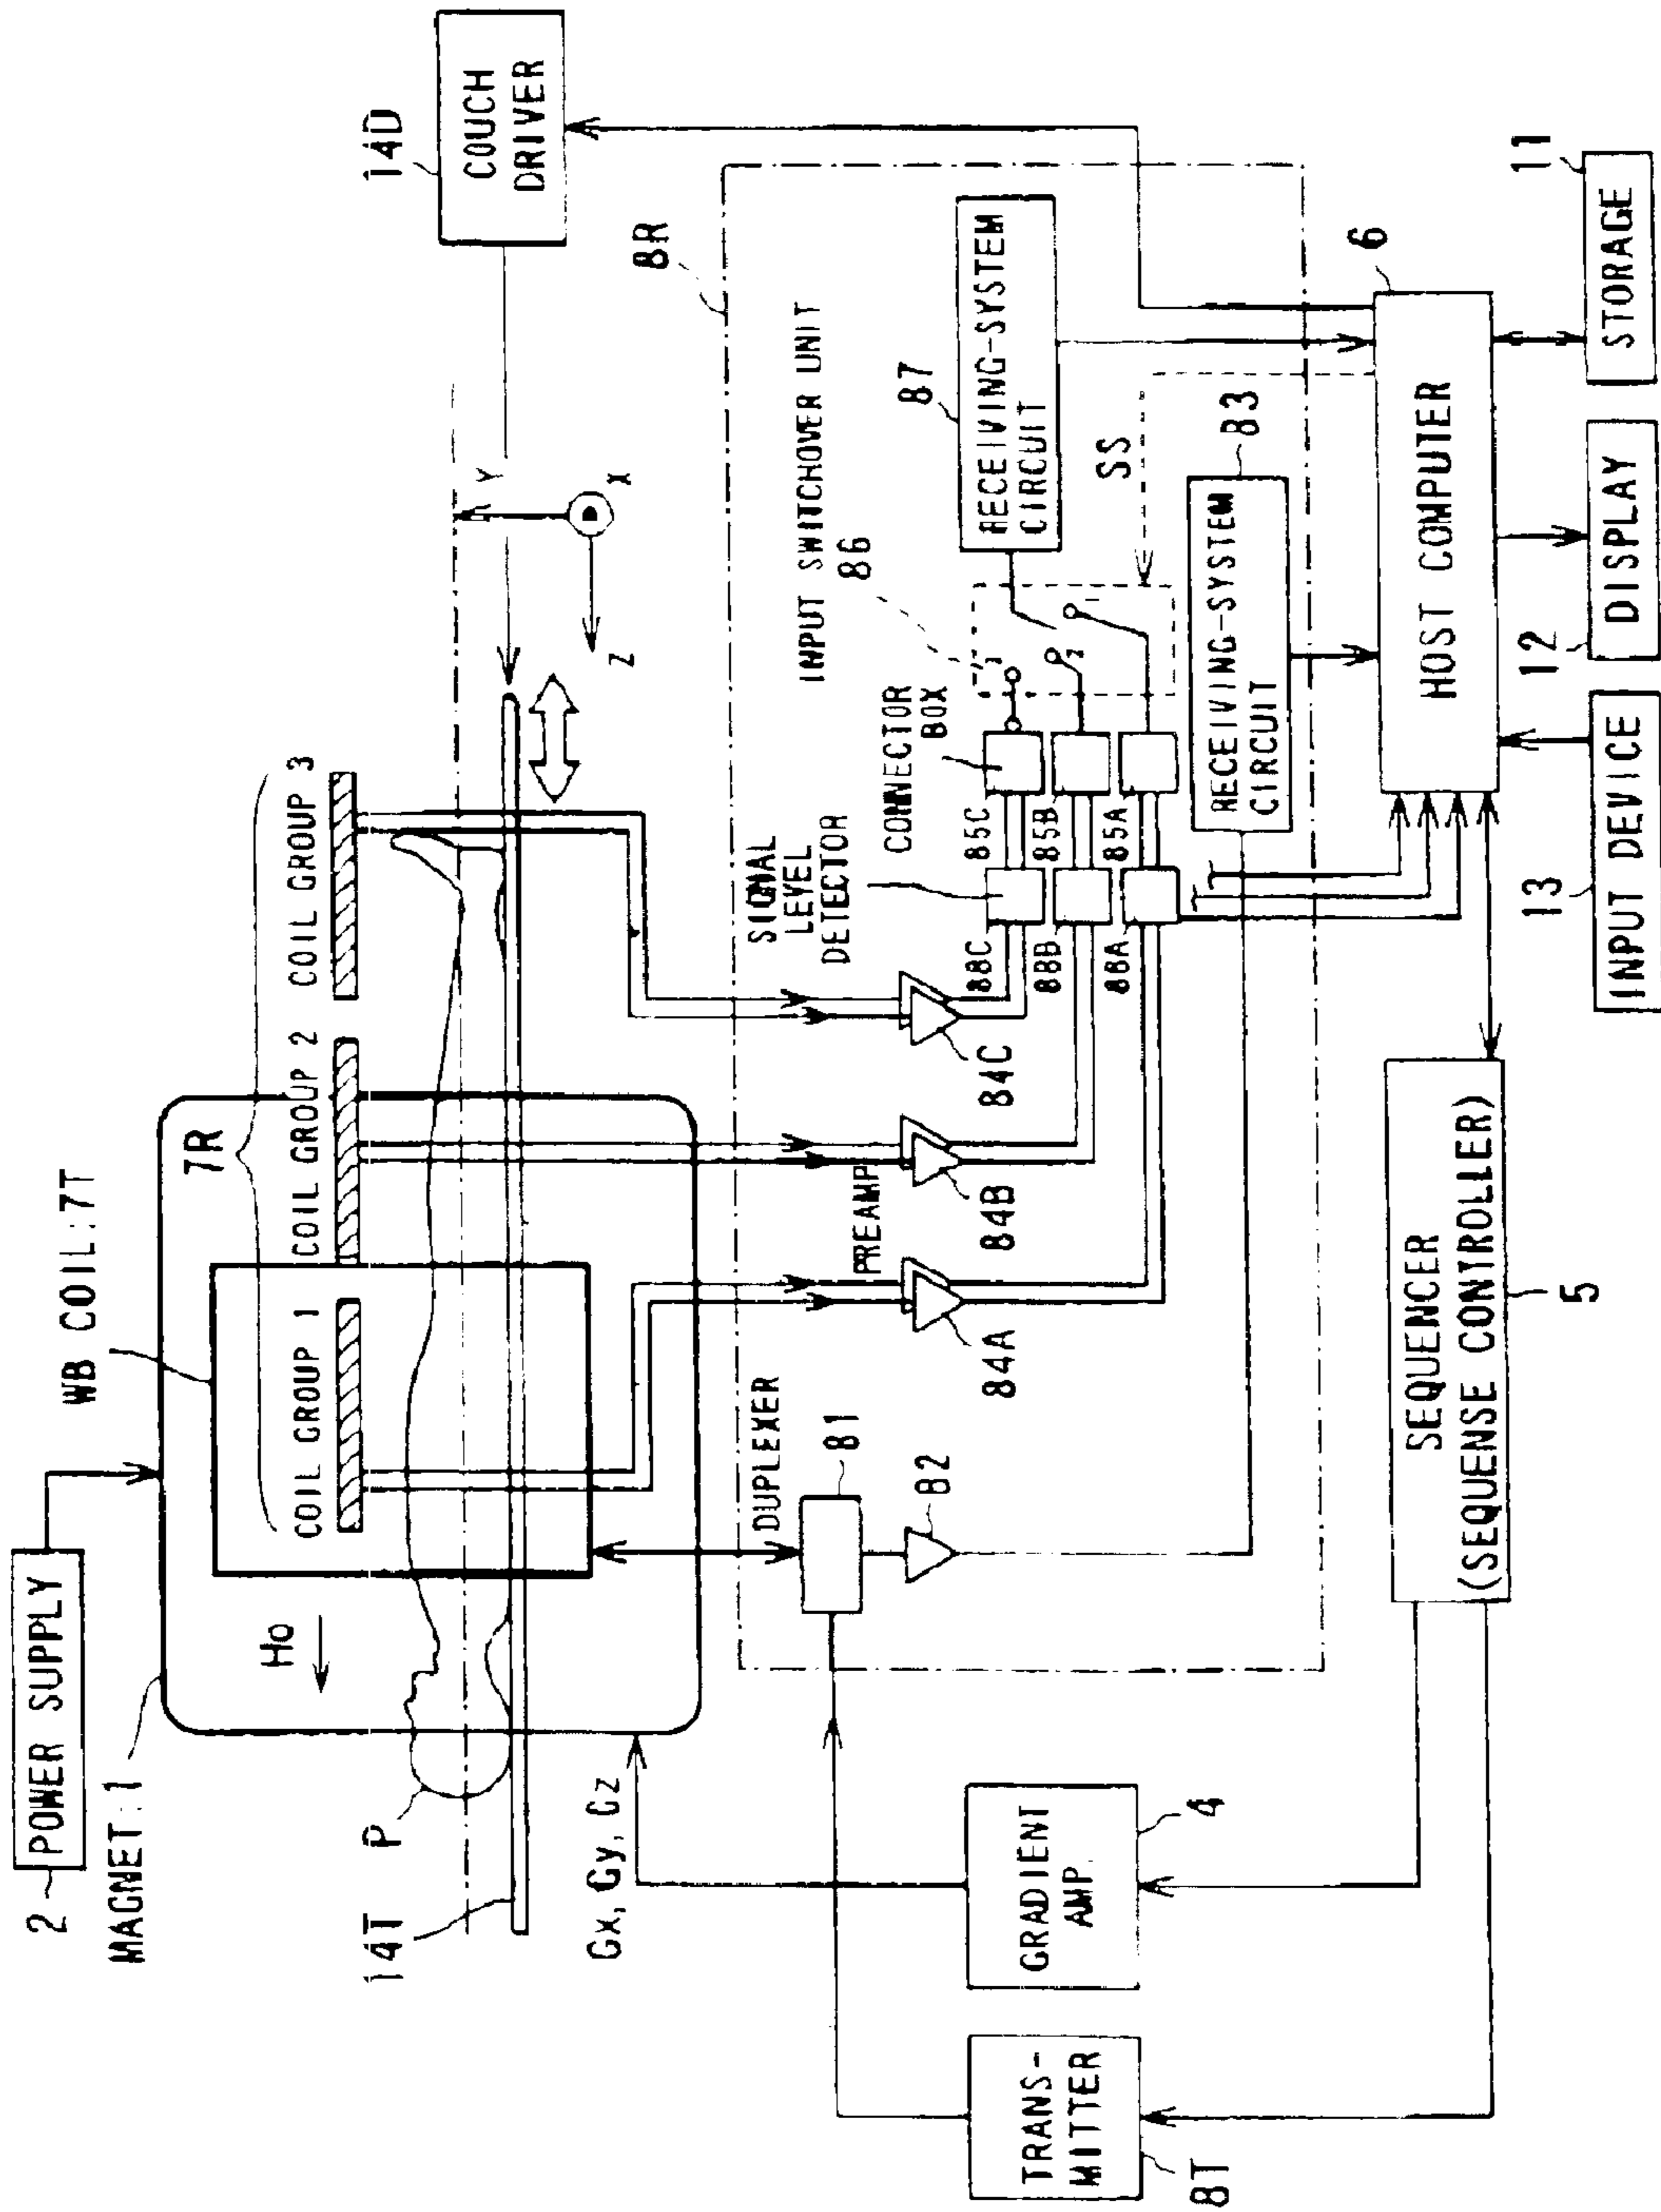 2
POWER SUPPLY
MAGNET:1
WB COIL:7T
7R
Ho
COIL GROUP 1
COIL GROUP 2
COIL GROUP 3
14D
COUCH
DRIVER
P
14T
Y
X
Z
Gx, Gy, Gz
8R
DUPLEXER
81
82
PREAMP
84A
84B
84C
SIGNAL
LEVEL
DETECTOR
88C
88B
88A
CONNECTOR
BOX
85C
85B
85A
INPUT SWITCHOVER UNIT
86
87
RECEIVING-SYSTEM
CIRCUIT
SS
RECEIVING-SYSTEM
CIRCUIT
83
TRANS-
MITTER
8T
GRADIENT
AMP.
4
SEQUENCER
(SEQUENSE CONTROLLER)
5
HOST COMPUTER
6
13
INPUT DEVICE
12
DISPLAY
11
STORAGE